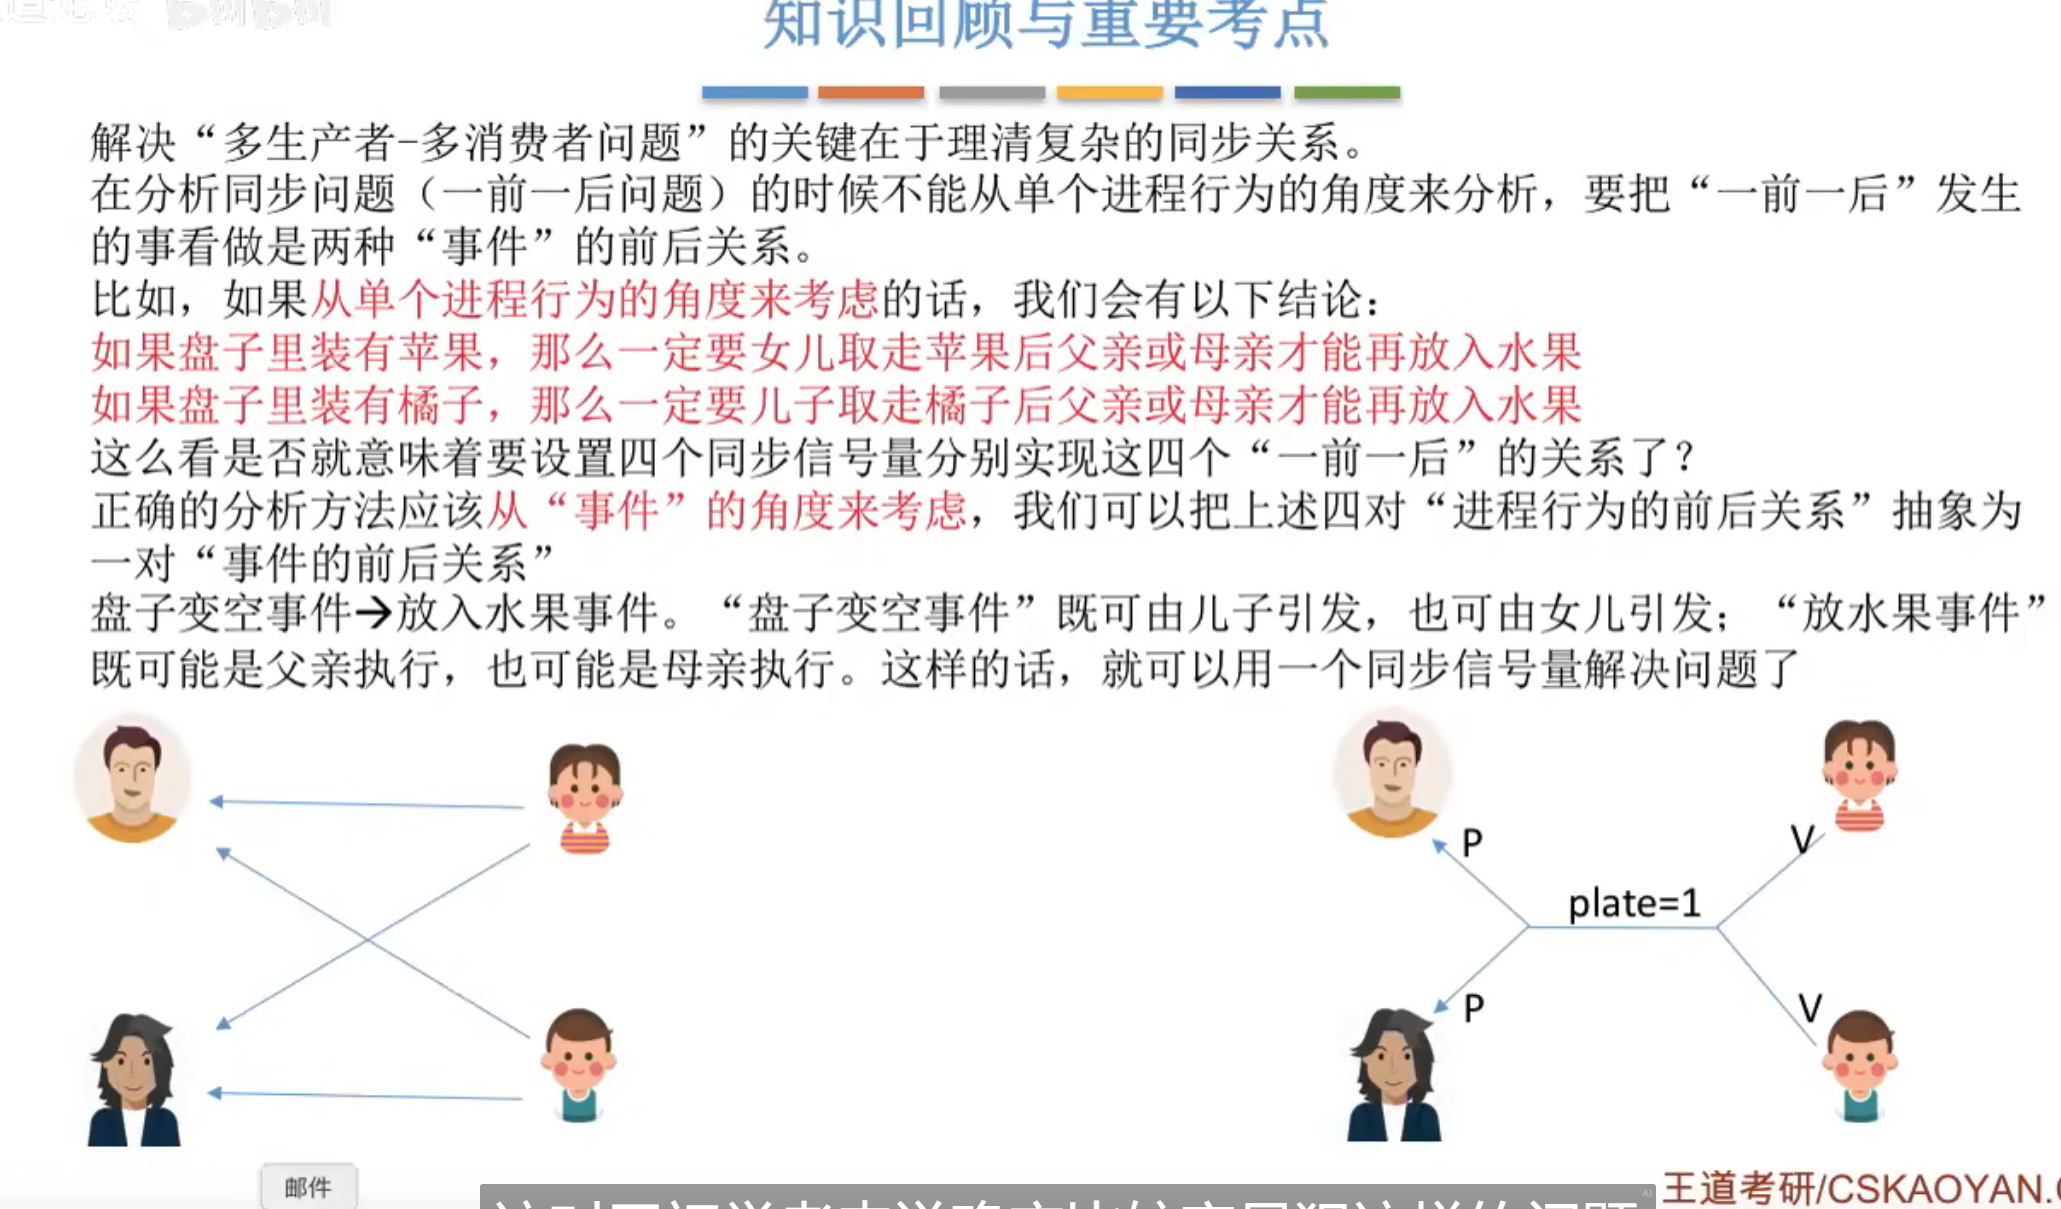 知识回顾与重要考点
解决“多生产者-多消费者问题”的关键在于理清复杂的同步关系。
在分析同步问题（一前一后问题）的时候不能从单个进程行为的角度来分析，要把“一前一后”发生
的事看做是两种“事件”的前后关系。
比如，如果从单个进程行为的角度来考虑的话，我们会有以下结论：
如果盘子里装有苹果，那么一定要女儿取走苹果后父亲或母亲才能再放入水果
如果盘子里装有橘子，那么一定要儿子取走橘子后父亲或母亲才能再放入水果
这么看是否就意味着要设置四个同步信号量分别实现这四个“一前一后”的关系了？
正确的分析方法应该从“事件”的角度来考虑，我们可以把上述四对“进程行为的前后关系”抽象为
一对“事件的前后关系”
盘子变空事件→放入水果事件。“盘子变空事件”既可由儿子引发，也可由女儿引发；“放水果事件”
既可能是父亲执行，也可能是母亲执行。这样的话，就可以用一个同步信号量解决问题了
P
V
plate=1
P
V
邮件
王道考研/CSKAOYAN.